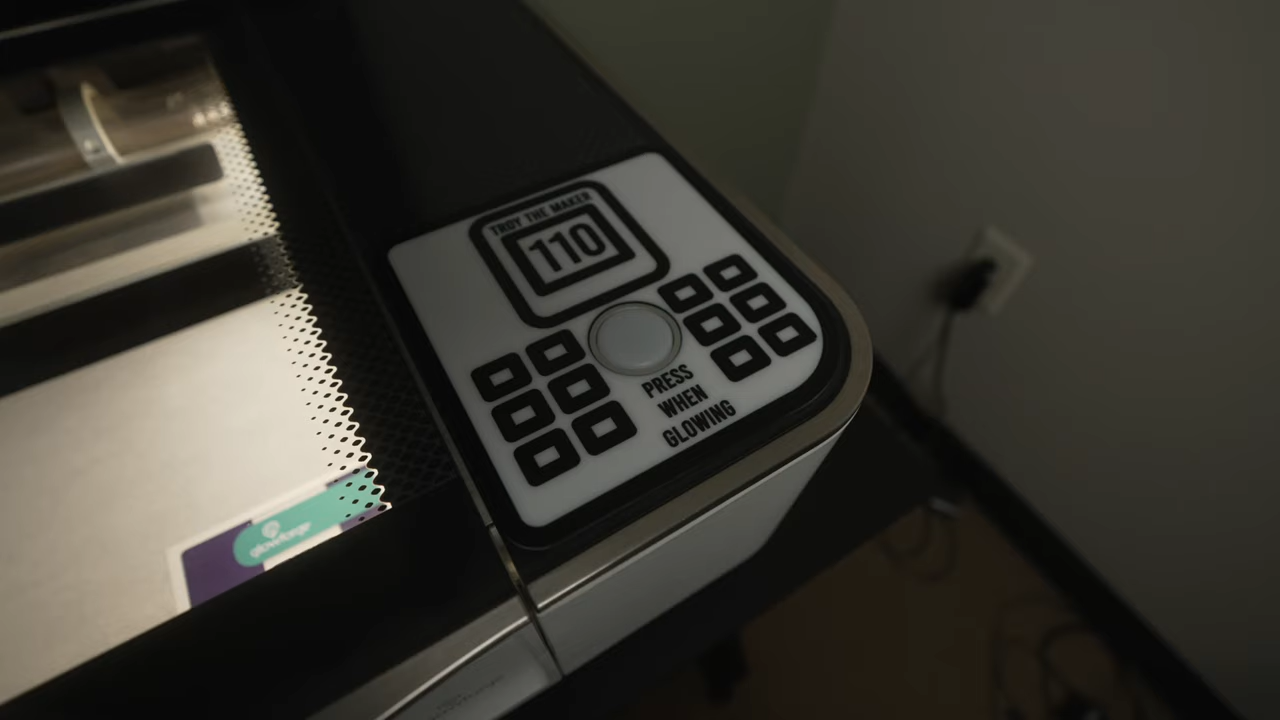 TROY THE MAKER
110
PRESS
WHEN
GLOWING
glowforge